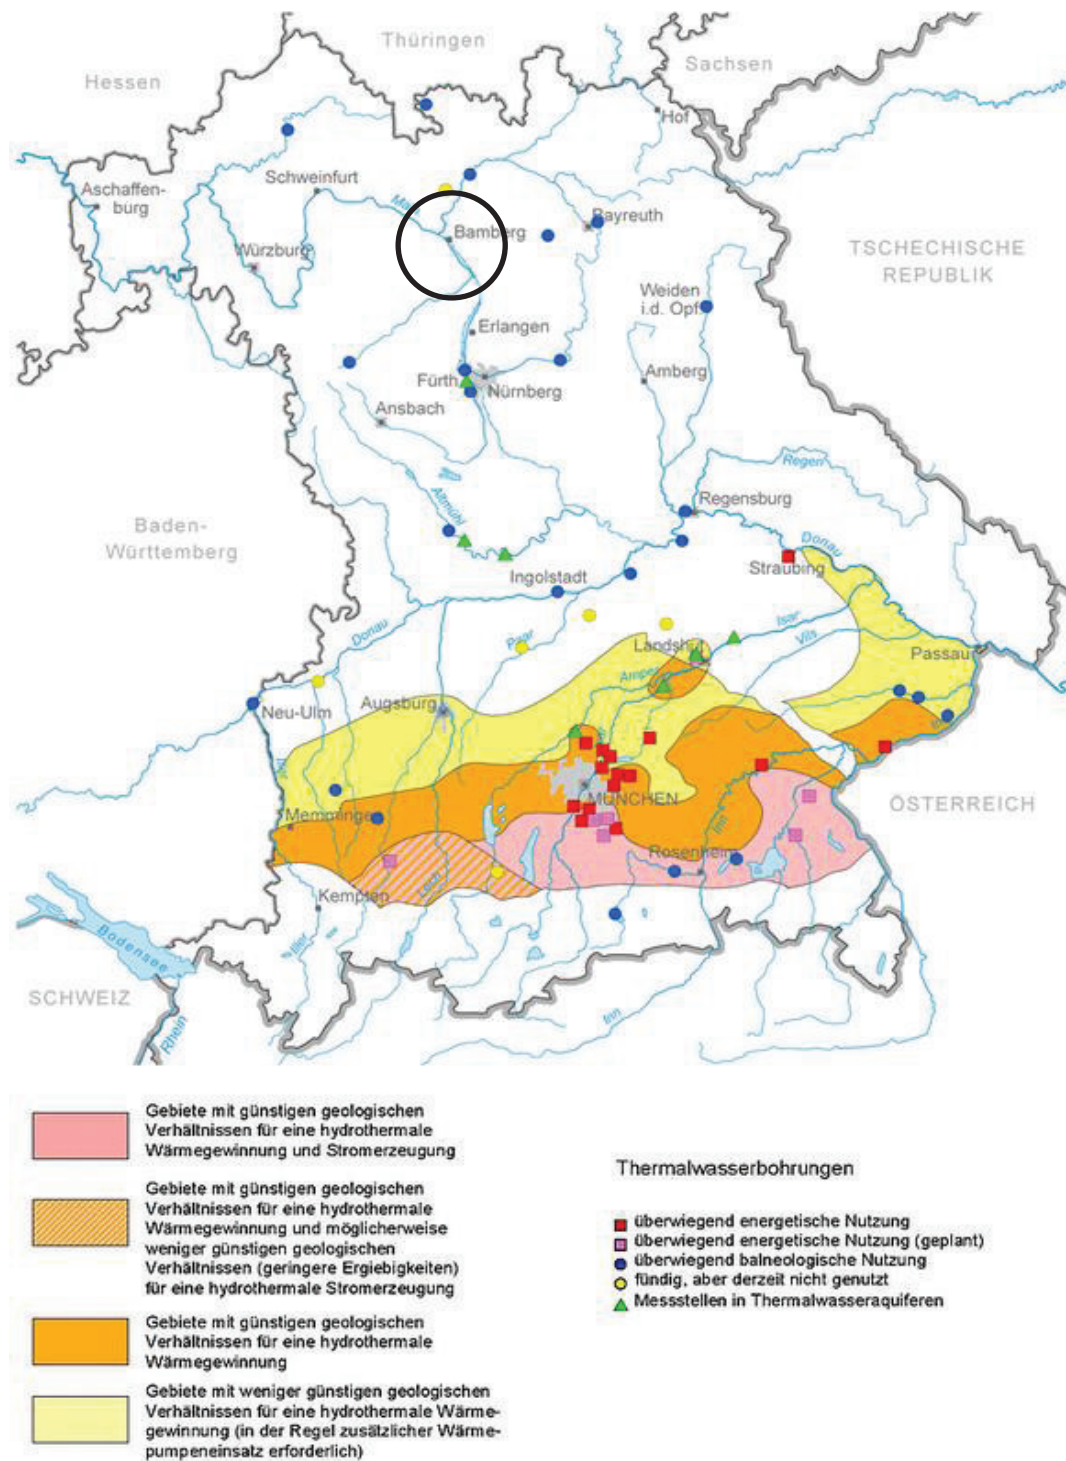 Thüringen
Hessen
Sachsen
Hof
Aschaffen-
burg
Schweinfurt
Main
Bamberg
Bayreuth
Würzburg
TSCHECHISCHE
REPUBLIK
Weiden
i.d. Opf.
Erlangen
Fürth
Nürnberg
Amberg
Ansbach
Regen
Altmühl
Regensburg
Baden-
Württemberg
Donau
Straubing
Ingolstadt
Donau
Paar
Isar
Vils
Landshut
Passau
Amper
Augsburg
Neu-Ulm
Inn
Isar
Iller
MÜNCHEN
ÖSTERREICH
Memmingen
Inn
Rosenheim
Lech
Kempten
Bodensee
Iller
SCHWEIZ
Rhein
Inn
Gebiete mit günstigen geologischen
Verhältnissen für eine hydrothermale
Wärmegewinnung und Stromerzeugung
Gebiete mit günstigen geologischen
Verhältnissen für eine hydrothermale
Wärmegewinnung und möglicherweise
weniger günstigen geologischen
Verhältnissen (geringere Ergiebigkeiten)
für eine hydrothermale Stromerzeugung
Gebiete mit günstigen geologischen
Verhältnissen für eine hydrothermale
Wärmegewinnung
Gebiete mit weniger günstigen geologischen
Verhältnissen für eine hydrothermale Wärme-
gewinnung (in der Regel zusätzlicher Wärme-
pumpeneinsatz erforderlich)
Thermalwasserbohrungen
überwiegend energetische Nutzung
überwiegend energetische Nutzung (geplant)
überwiegend balneologische Nutzung
fündig, aber derzeit nicht genutzt
Messstellen in Thermalwasseraquiferen